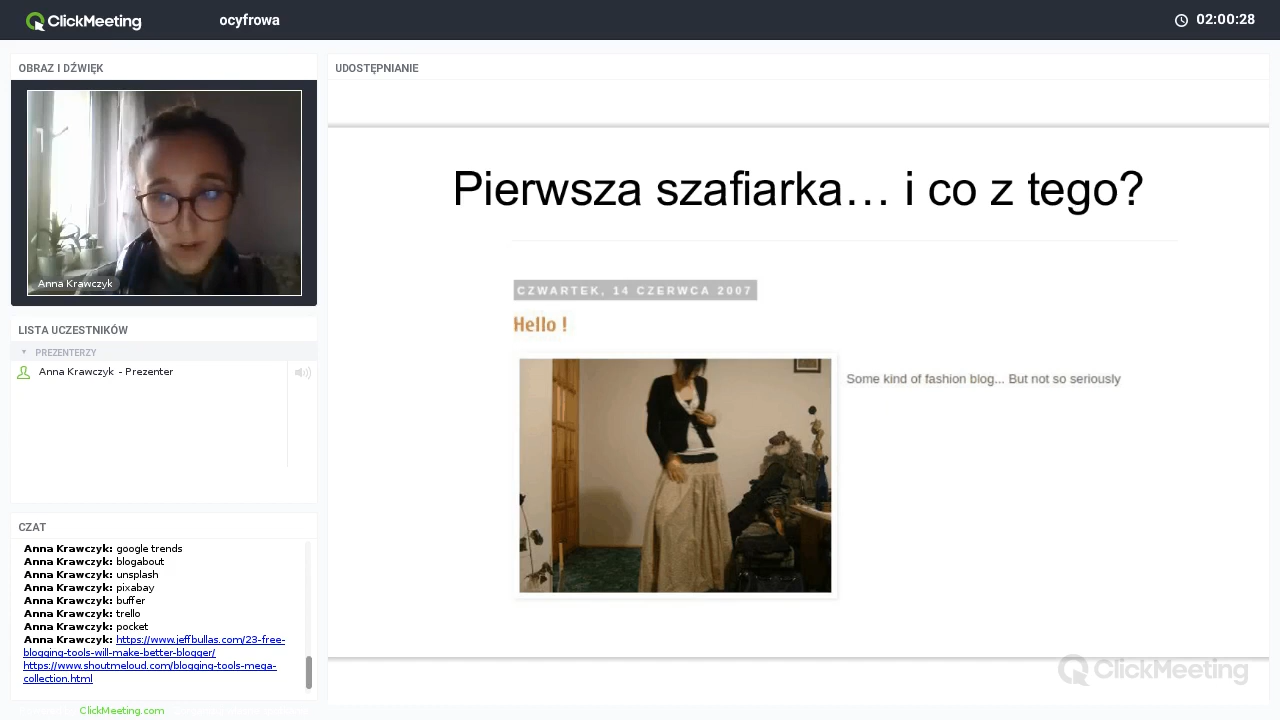 ClickMeeting
ocyfrowa
02:00:28
OBRAZ I DŹWIĘK
UDOSTĘPNIANIE
Anna Krawczyk
LISTA UCZESTNIKÓW
PREZENTERZY
Anna Krawczyk - Prezenter
CZAT
Anna Krawczyk: google trends
Anna Krawczyk: blogabout
Anna Krawczyk: unsplash
Anna Krawczyk: pixabay
Anna Krawczyk: buffer
Anna Krawczyk: trello
Anna Krawczyk: pocket
Anna Krawczyk: https://www.jeffbullas.com/23-free-
blogging-tools-will-make-better-blogger/
https://www.shoutmeloud.com/blogging-tools-mega-
collection.html
ClickMeeting.com
Pierwsza szafiarka... i co z tego?
CZWARTEK, 14 CZERWCA 2007
Hello !
Some kind of fashion blog... But not so seriously
ClickMeeting